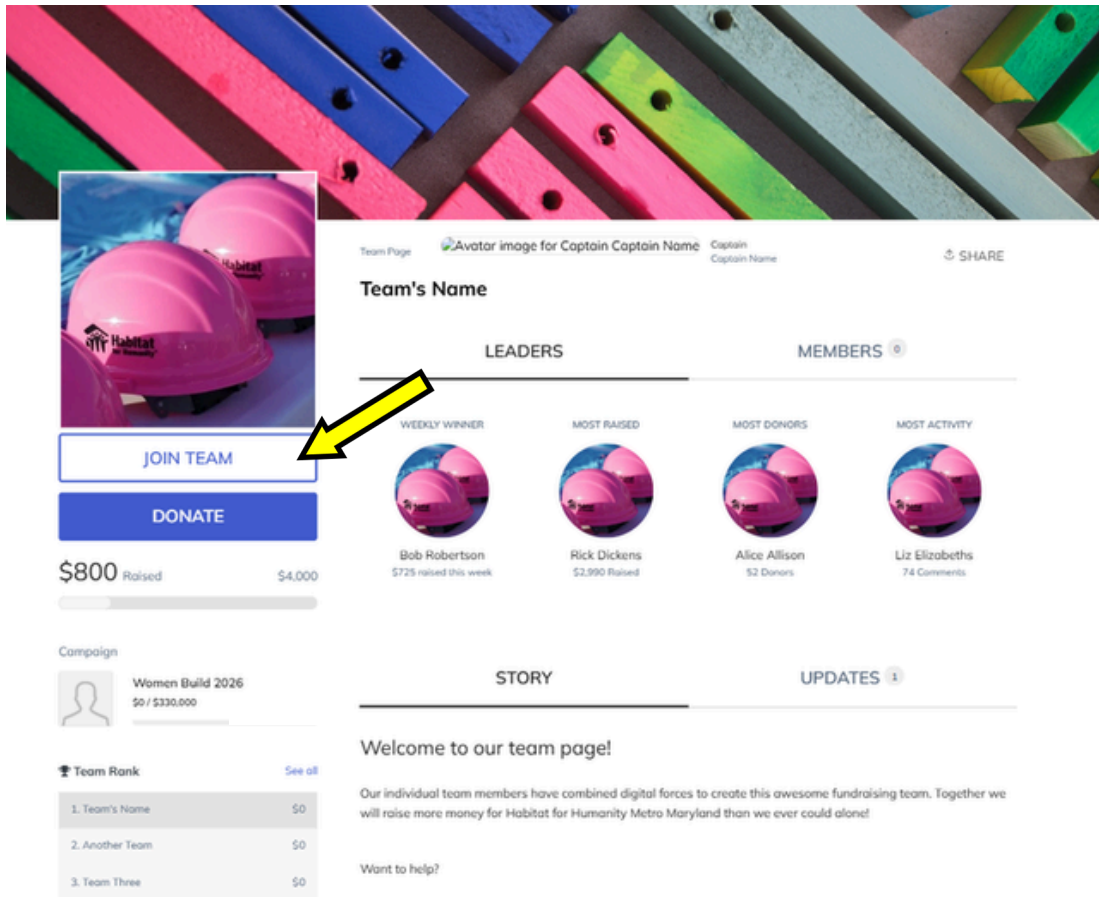 Habitat
Habitat
for Humanity
JOIN TEAM
DONATE
$800 Raised $4,000
Campaign
Women Build 2026
$0 / $330,000
Team Rank See all
1. Team's Name $0
2. Another Team $0
3. Team Three $0
Team Page Avatar image for Captain Captain Name Captain
Captain Name
SHARE
Team's Name
LEADERS MEMBERS 0
WEEKLY WINNER MOST RAISED MOST DONORS MOST ACTIVITY
Bob Robertson Rick Dickens Alice Allison Liz Elizabeths
$725 raised this week $2,990 Raised 52 Donors 74 Comments
STORY UPDATES 1
Welcome to our team page!
Our individual team members have combined digital forces to create this awesome fundraising team. Together we
will raise more money for Habitat for Humanity Metro Maryland than we ever could alone!
Want to help?